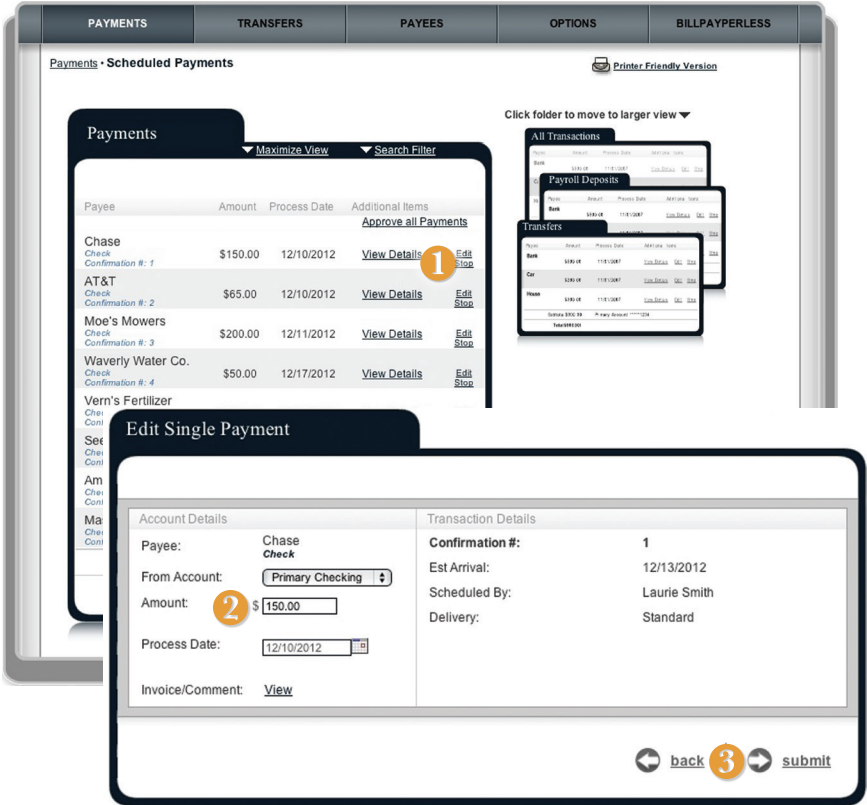 PAYMENTS TRANSFERS PAYEES OPTIONS BILLPAYPERLESS
Payments • Scheduled Payments
Printer Friendly Version
Click folder to move to larger view
Payments
Maximize View Search Filter
Payee Amount Process Date Additional Items
Approve all Payments
Chase
Check
Confirmation #: 1
$150.00 12/10/2012 View Details 1 Edit
Stop
AT&T
Check
Confirmation #: 2
$65.00 12/10/2012 View Details Edit
Stop
Moe's Mowers
Check
Confirmation #: 3
$200.00 12/11/2012 View Details Edit
Stop
Waverly Water Co.
Check
Confirmation #: 4
$50.00 12/17/2012 View Details Edit
Stop
Vern's Fertilizer
All Transactions
Payroll Deposits
Transfers
Bank
Car
House
Edit Single Payment
Account Details
Payee: Chase
Check
From Account: Primary Checking
Amount: 2 $ 150.00
Process Date: 12/10/2012
Invoice/Comment: View
Transaction Details
Confirmation #: 1
Est Arrival: 12/13/2012
Scheduled By: Laurie Smith
Delivery: Standard
back 3 submit